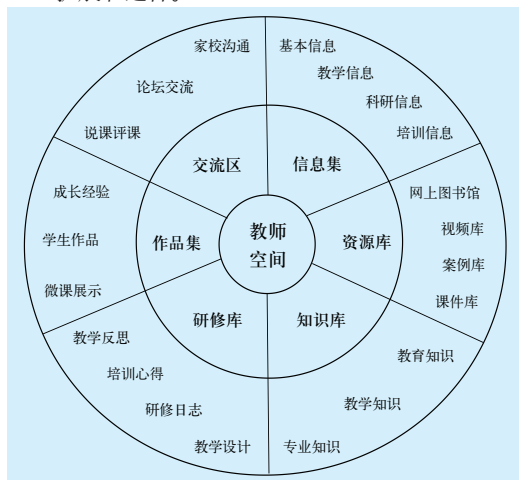 家校沟通
基本信息
论坛交流
教学信息
科研信息
说课评课
培训信息
交流区
信息集
成长经验
网上图书馆
学生作品
作品集
教师
空间
资源库
视频库
案例库
微课展示
课件库
研修库
知识库
教学反思
教育知识
培训心得
教学知识
研修日志
教学设计
专业知识